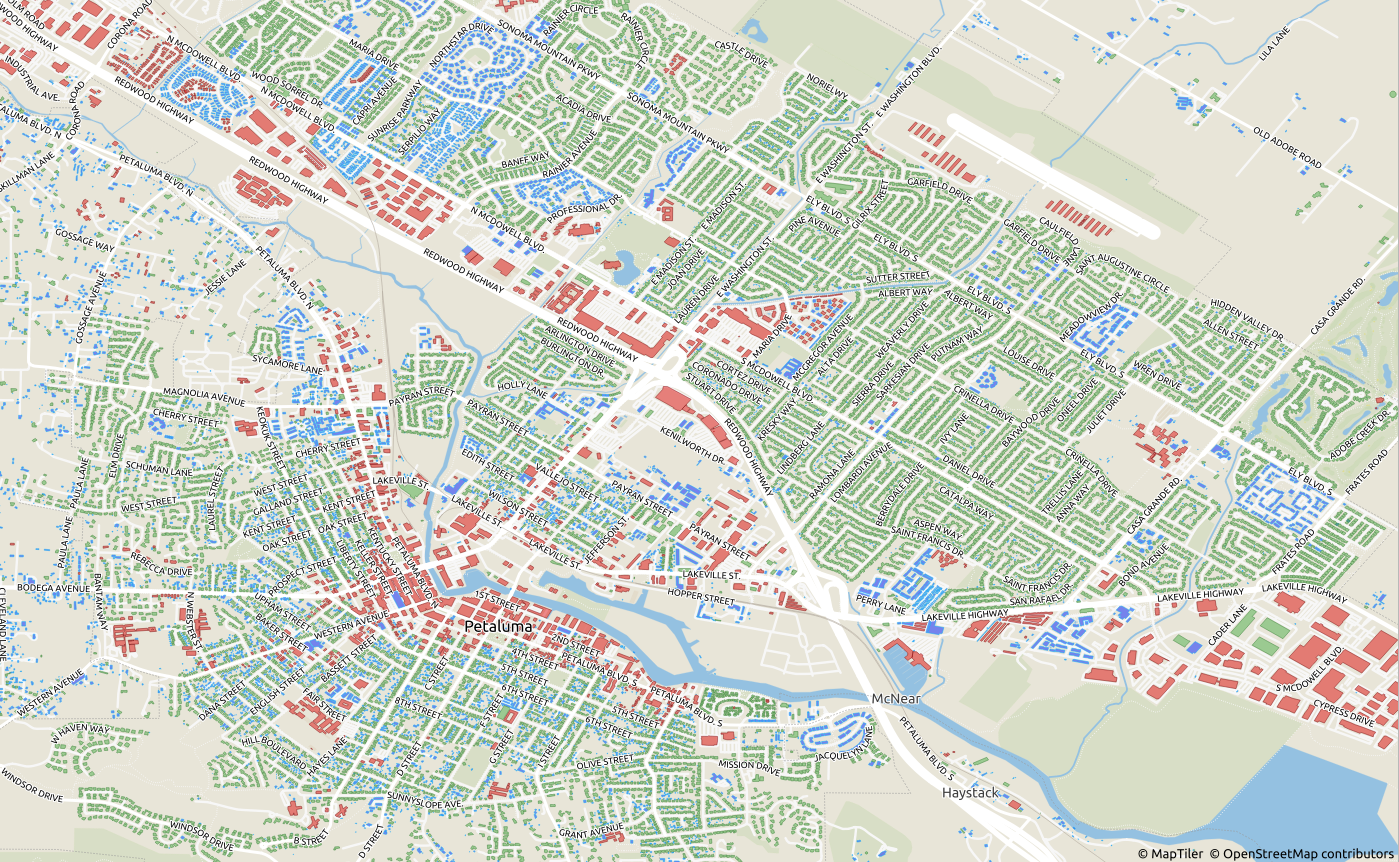 OLM ROAD
CORONA ROAD
REDWOOD HIGHWAY
INDUSTRIAL AVE.
CORONA ROAD
N MCDOWELL BLVD.
MARIA DRIVE
NORTHSTAR DRIVE
SONOMA MOUNTAIN PKWY
RAINIER CIRCLE
RAINIER CIRCLE
CASTLE DRIVE
NORIELWY
E WASHINGTON BLVD.
LILA LANE
OLD ADOBE ROAD
WOOD SORREL DR
REDWOOD HIGHWAY
N MCDOWELL BLVD.
CAPRI AVENUE
SUNRISE PARKWAY
SERPILIO WAY
ACADIA DRIVE
SONOMA MOUNTAIN PKWY
E WASHINGTON ST.
TALUMA BLVD. N
SKILLMAN LANE
PETALUMA BLVD. N
REDWOOD HIGHWAY
BANFF WAY
RAINIER AVENUE
PROFESSIONAL DR.
N MCDOWELL BLVD.
E MADISON ST.
GARFIELD DRIVE
GILRIX STREET
ELY BLVD. S
PINE AVENUE
ELY BLVD. S
GARFIELD DRIVE
CAULFIELD LANE
SAINT AUGUSTINE CIRCLE
GOSSAGE WAY
JESSIE LANE
PETALUMA BLVD. N
REDWOOD HIGHWAY
E MADISON ST.
JOAN DRIVE
LAUREN DRIVE
E WASHINGTON ST.
SUTTER STREET
ALBERT WAY
ELY BLVD. S
ALBERT WAY
MEADOWVIEW DR.
HIDDEN VALLEY DR.
ALLEN STREET
CASA GRANDE RD.
GOSSAGE AVENUE
ARLINGTON DRIVE
BURLINGTON DR.
REDWOOD HIGHWAY
MARIA DRIVE
MCGREGOR AVENUE
ALTA DRIVE
WEAVERLY DRIVE
PUTNAM WAY
LOUISE DRIVE
ELY BLVD. S
WREN DRIVE
SYCAMORE LANE
MAGNOLIA AVENUE
PAYRAN STREET
HOLLY LANE
CORTEZ DRIVE
CORONADO DRIVE
STUART DRIVE
S MCDOWELL BLVD
SIERRA DRIVE
SARKESIAN DRIVE
CRINELLA DRIVE
BAYWOOD DRIVE
ONEEL DRIVE
JULIET DRIVE
CHERRY STREET
KEOKUK STREET
CHERRY STREET
PAYRAN STREET
KENILWORTH DR.
REDWOOD HIGHWAY
KRESKY WAY
LINDBERG LANE
IVY LANE
ADOBE CREEK DR.
FRATES ROAD
ELM DRIVE
SCHUMAN LANE
PAULA LANE
WEST STREET
WEST STREET
LAUREL STREET
GALLAND STREET
KENT STREET
KENT STREET
OAK STREET
OAK STREET
EDITH STREET
LAKEVILLE ST.
VALLEJO STREET
PAYRAN STREET
RAMONA LANE
LOMBARDI AVENUE
BERRYDALE DRIVE
DANIEL DRIVE
CATALPA WAY
CRINELLA DRIVE
TRELLIS LANE
ANNA WAY
CASA GRANDE RD.
ELY BLVD. S
PAULA LANE
REBECCA DRIVE
PROSPECT STREET
LIBERTY STREET
KELLER STREET
KENTUCKY STREET
PETALUMA BLVD. N
LAKEVILLE ST.
WILSON STREET
LAKEVILLE ST.
JEFFERSON ST.
PAYRAN STREET
ASPEN WAY
SAINT FRANCIS DR.
SAINT FRANCIS DR.
SAN RAFAEL DR.
BOND AVENUE
FRATES ROAD
BODEGA AVENUE
BANTAM WAY
N WEBSTER ST.
UPHAM STREET
BAKER STREET
WESTERN AVENUE
1ST STREET
LAKEVILLE ST.
HOPPER STREET
PERRY LANE
LAKEVILLE HIGHWAY
LAKEVILLE HIGHWAY
LAKEVILLE HIGHWAY
CLEVELAND LANE
Petaluma
2ND STREET
4TH STREET
PETALUMA BLVD. S
CADER LANE
S MCDOWELL BLVD.
CYPRESS DRIVE
WESTERN AVENUE
DANA STREET
ENGLISH STREET
BASSETT STREET
FAIR STREET
C STREET
5TH STREET
6TH STREET
8TH STREET
F STREET
5TH STREET
6TH STREET
PETALUMA BLVD. S
McNear
PETALUMA BLVD. S
W HAVEN WAY
HILL BOULEVARD
HAYES LANE
D STREET
G STREET
I STREET
OLIVE STREET
MISSION DRIVE
JACQUELYN LANE
WINDSOR DRIVE
SUNNYSLOPE AVE.
Haystack
WINDSOR DRIVE
B STREET
D STREET
GRANT AVENUE
© MapTiler © OpenStreetMap contributors